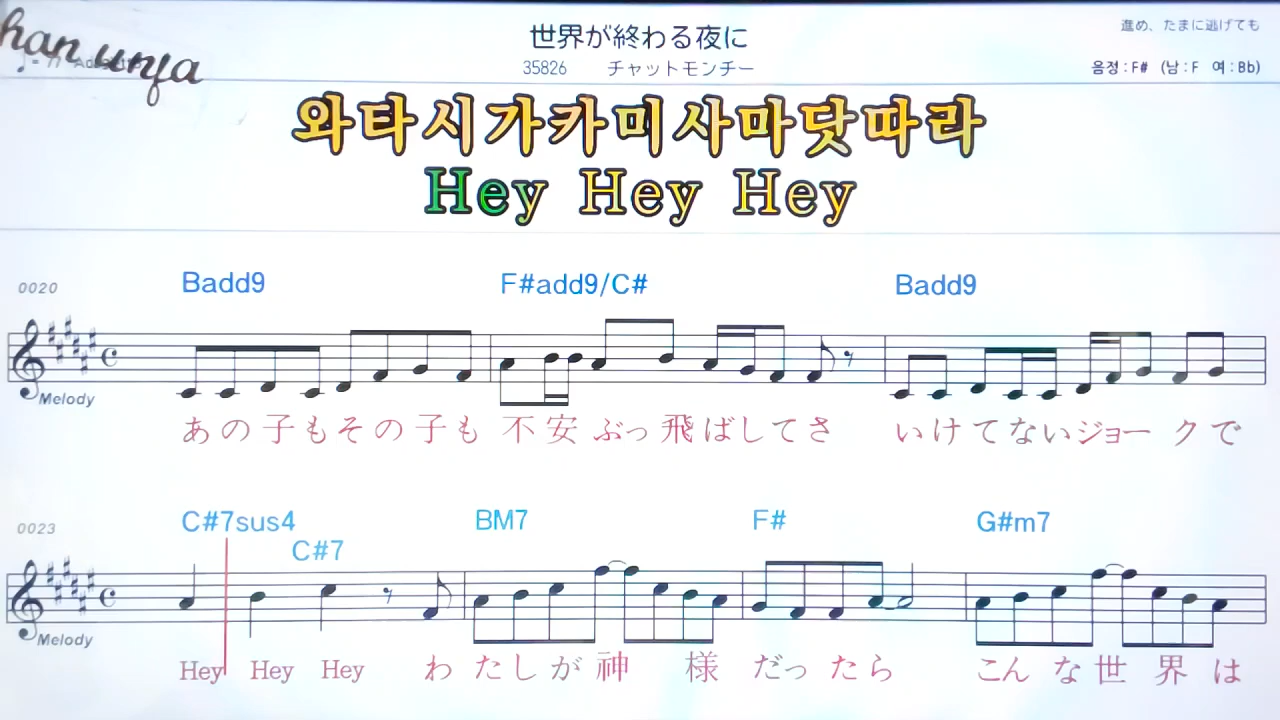 han unfa
世界が終わる夜に
進め、たまに逃げても
35826 チャットモンチー
음정:F# (남:F 여:Bb)
와타시가카미사마닷따라
Hey Hey Hey
0020 Badd9 F#add9/C# Badd9
Melody
あの子もその子も 不安ぶっ飛ばしてさ いけてないジョークで
0023 C#7sus4 C#7 BM7 F# G#m7
Melody
Hey Hey Hey わたしが神様だったら こんな世界は